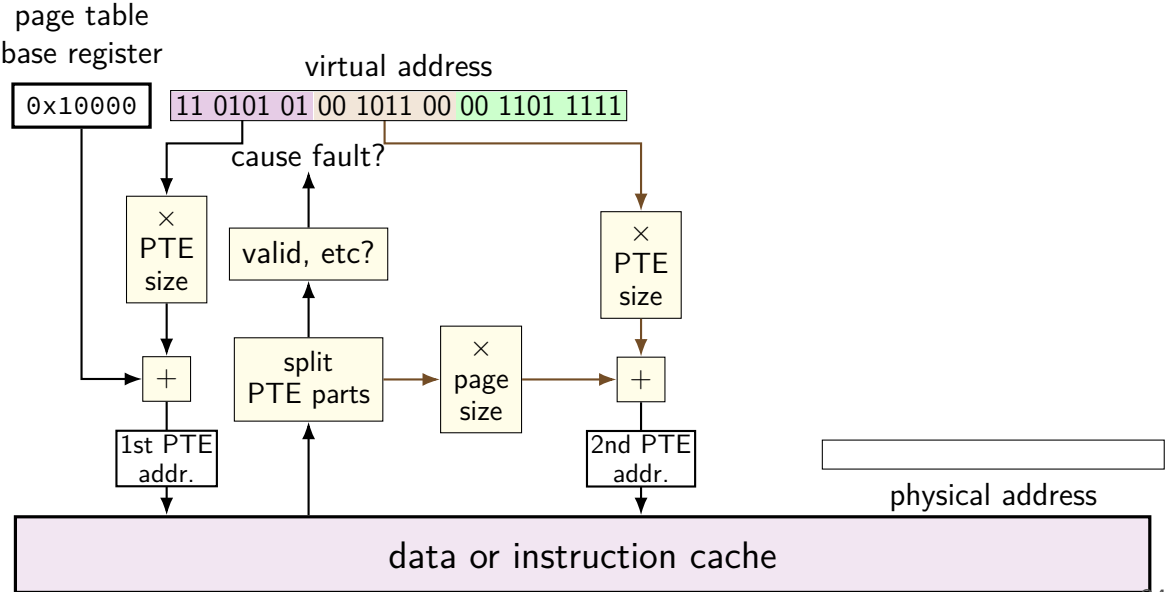 page table
base register
virtual address
0x10000
11 0101 01 00 1011 00 00 1101 1111
cause fault?
×
PTE
size
valid, etc?
×
PTE
size
split
PTE parts
×
page
size
+
+
1st PTE
addr.
2nd PTE
addr.
physical address
data or instruction cache